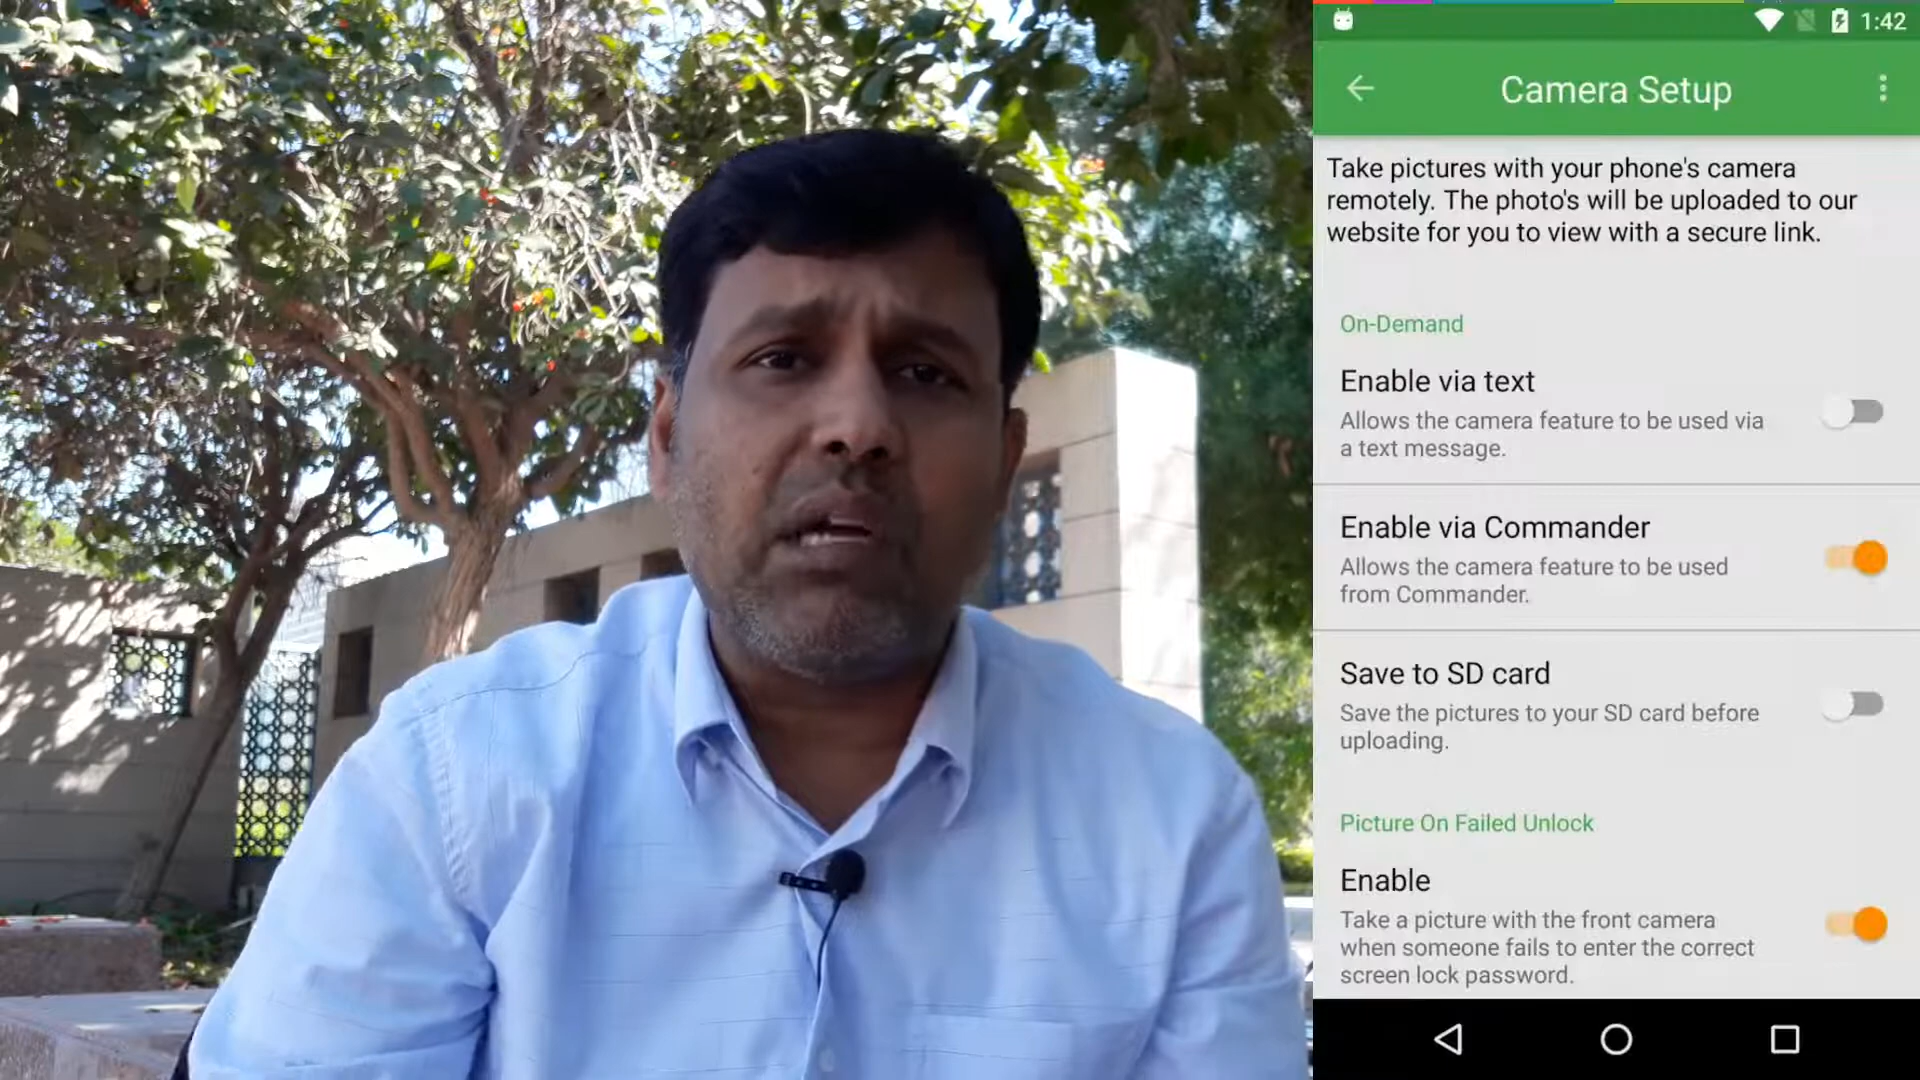 1:42
Camera Setup
Take pictures with your phone's camera
remotely. The photo's will be uploaded to our
website for you to view with a secure link.
On-Demand
Enable via text
Allows the camera feature to be used via
a text message.
Enable via Commander
Allows the camera feature to be used
from Commander.
Save to SD card
Save the pictures to your SD card before
uploading.
Picture On Failed Unlock
Enable
Take a picture with the front camera
when someone fails to enter the correct
screen lock password.